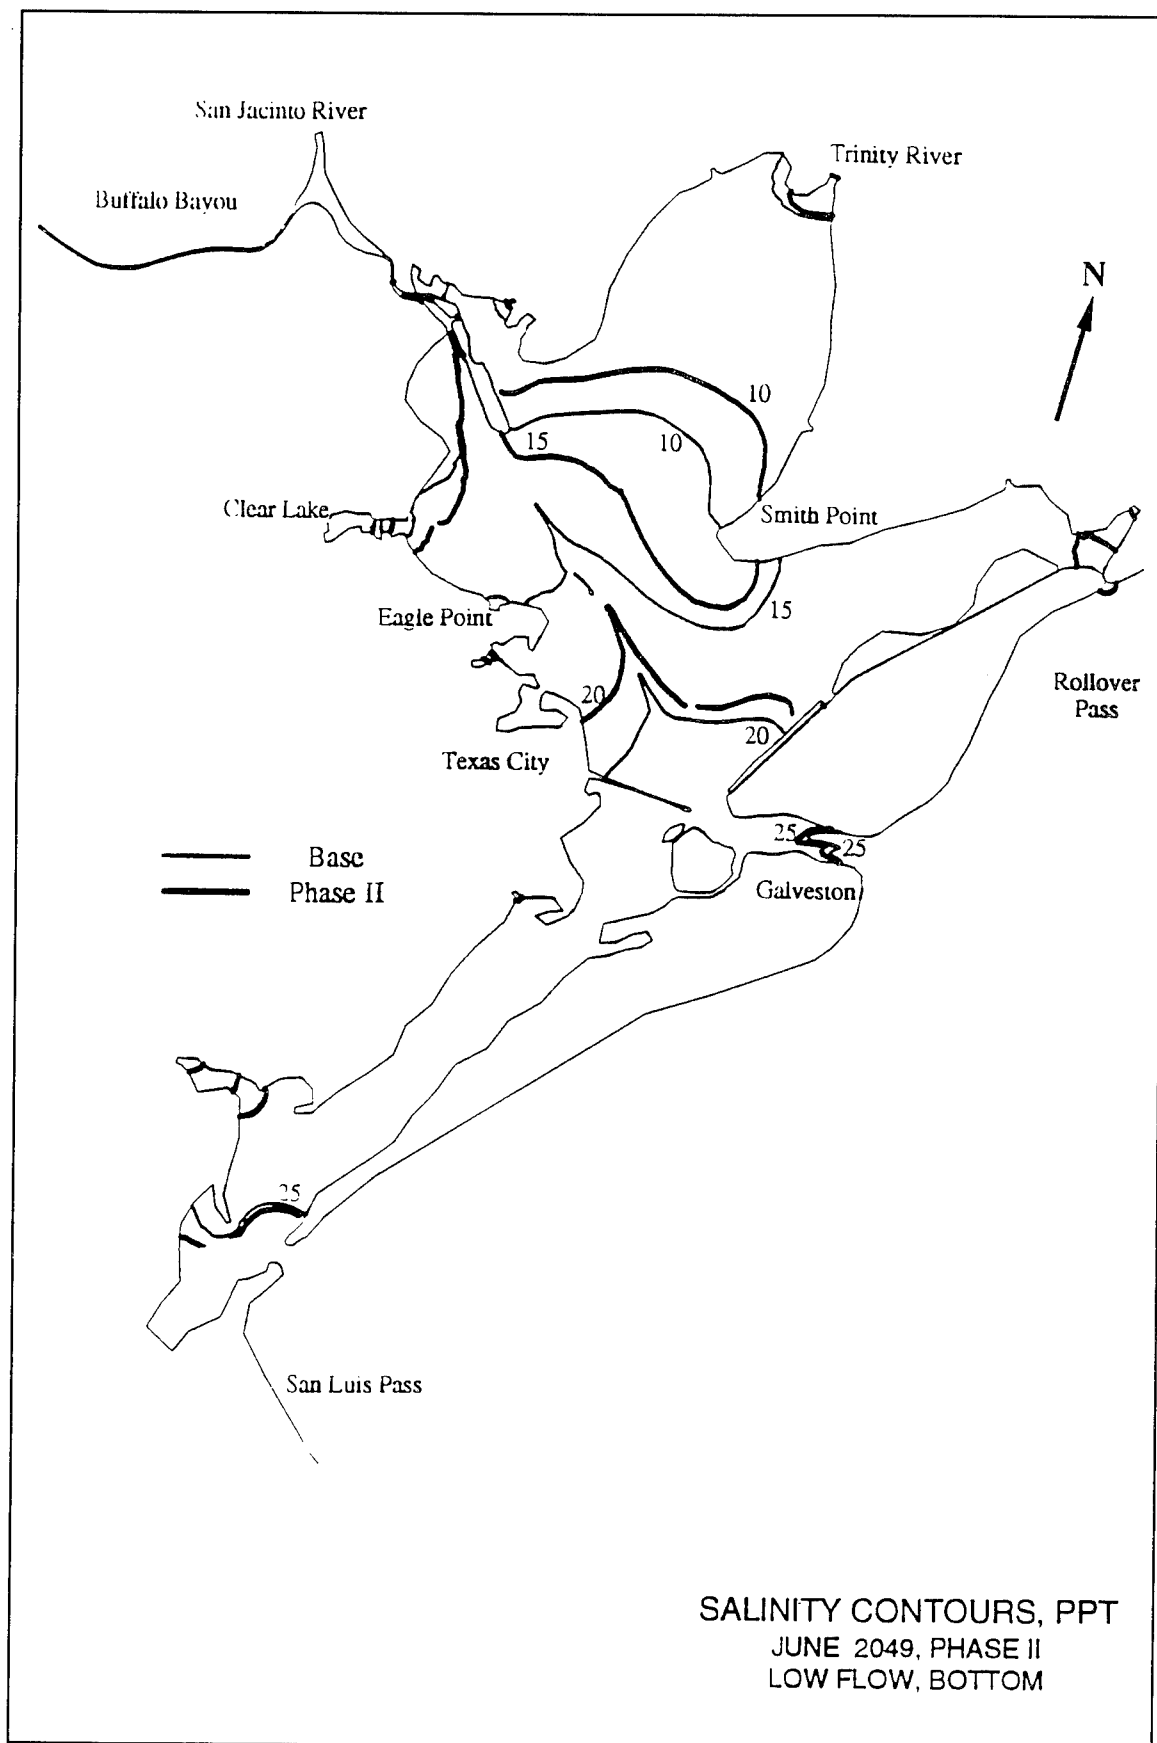 San Jacinto River
Trinity River
Buffalo Bayou
N
10
15
10
Clear Lake
Smith Point
Eagle Point
15
20
Rollover
Pass
20
Texas City
25
25
Base
Galveston
Phase II
25
San Luis Pass
SALINITY CONTOURS, PPT
JUNE 2049, PHASE II
LOW FLOW, BOTTOM